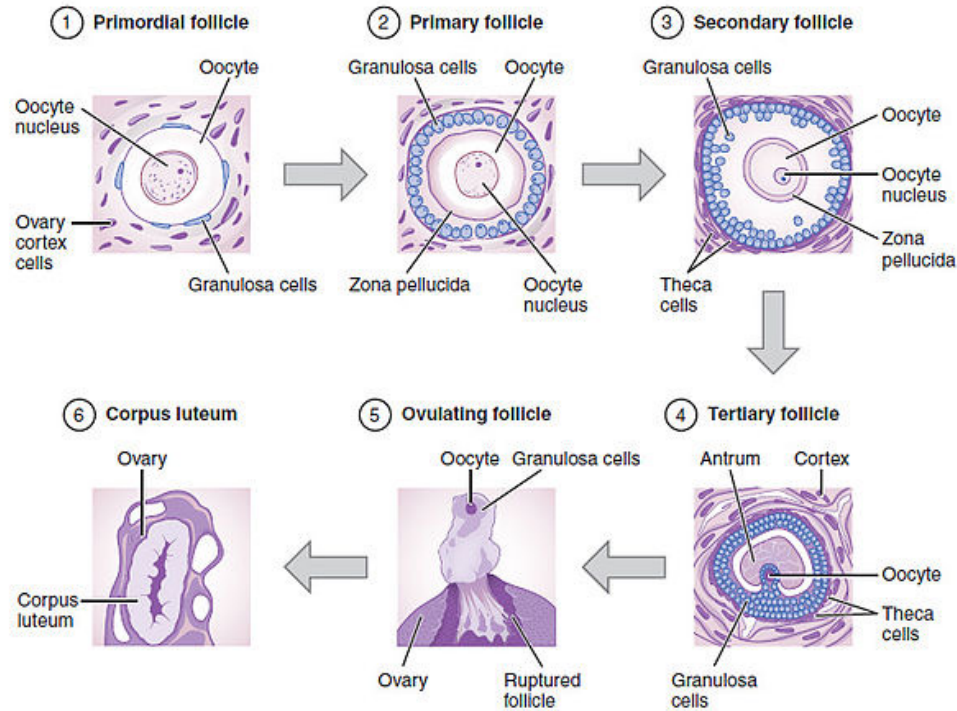 1 Primordial follicle
Oocyte
Oocyte
nucleus
Ovary
cortex
cells
Granulosa cells
2 Primary follicle
Granulosa cells
Oocyte
Zona pellucida
Oocyte
nucleus
3 Secondary follicle
Granulosa cells
Oocyte
Oocyte
nucleus
Zona
pellucida
Theca
cells
6 Corpus luteum
Ovary
Corpus
luteum
5 Ovulating follicle
Oocyte
Granulosa cells
Ovary
Ruptured
follicle
4 Tertiary follicle
Antrum
Cortex
Oocyte
Theca
cells
Granulosa
cells